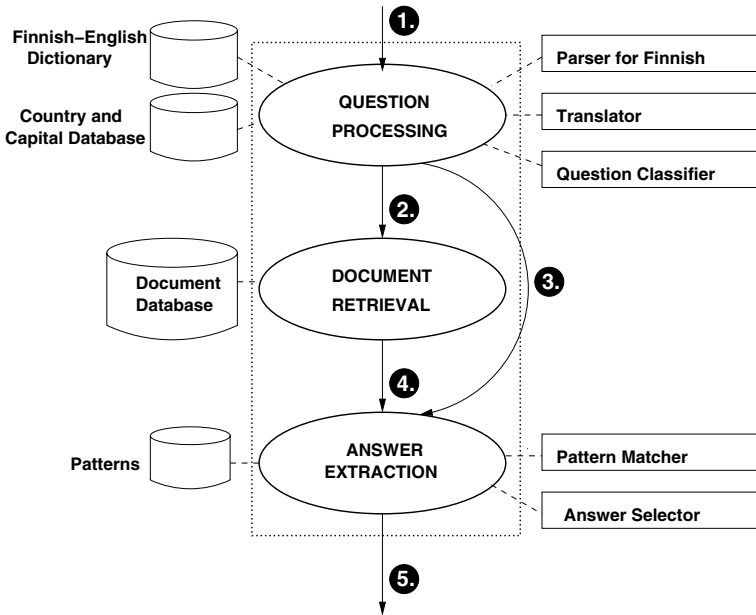 1.
Finnish–English
Dictionary
Parser for Finnish
QUESTION
PROCESSING
Country and
Capital Database
Translator
Question Classifier
2.
DOCUMENT
RETRIEVAL
Document
Database
3.
4.
ANSWER
EXTRACTION
Patterns
Pattern Matcher
Answer Selector
5.